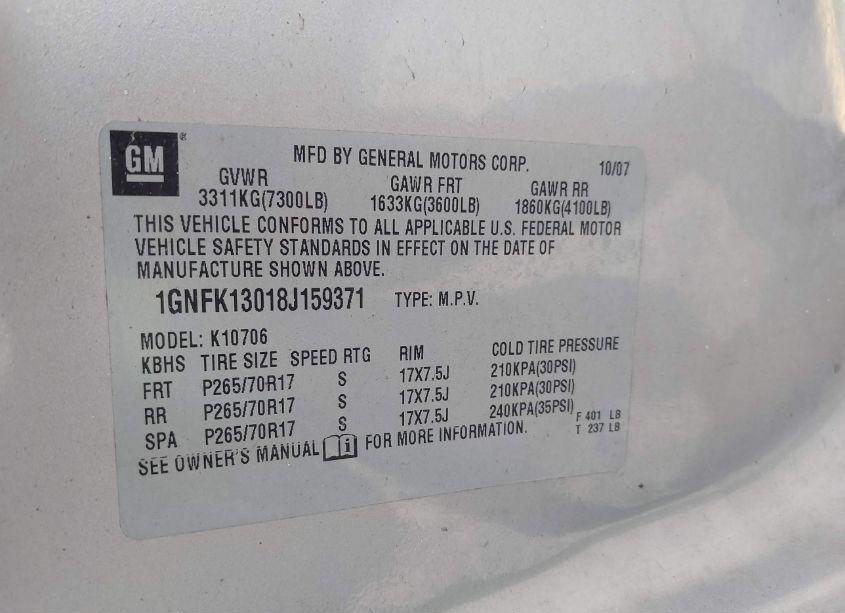 GM ®
MFD BY GENERAL MOTORS CORP. 10/07
GVWR GAWR FRT GAWR RR
3311KG(7300LB) 1633KG(3600LB) 1860KG(4100LB)
THIS VEHICLE CONFORMS TO ALL APPLICABLE U.S. FEDERAL MOTOR
VEHICLE SAFETY STANDARDS IN EFFECT ON THE DATE OF
MANUFACTURE SHOWN ABOVE.
1GNFK13018J159371 TYPE: M.P.V.
MODEL: K10706
KBHS TIRE SIZE SPEED RTG RIM COLD TIRE PRESSURE
FRT P265/70R17 S 17X7.5J 210KPA(30PSI)
RR P265/70R17 S 17X7.5J 210KPA(30PSI)
SPA P265/70R17 S 17X7.5J 240KPA(35PSI) F 401 LB
T 237 LB
SEE OWNER'S MANUAL i FOR MORE INFORMATION.